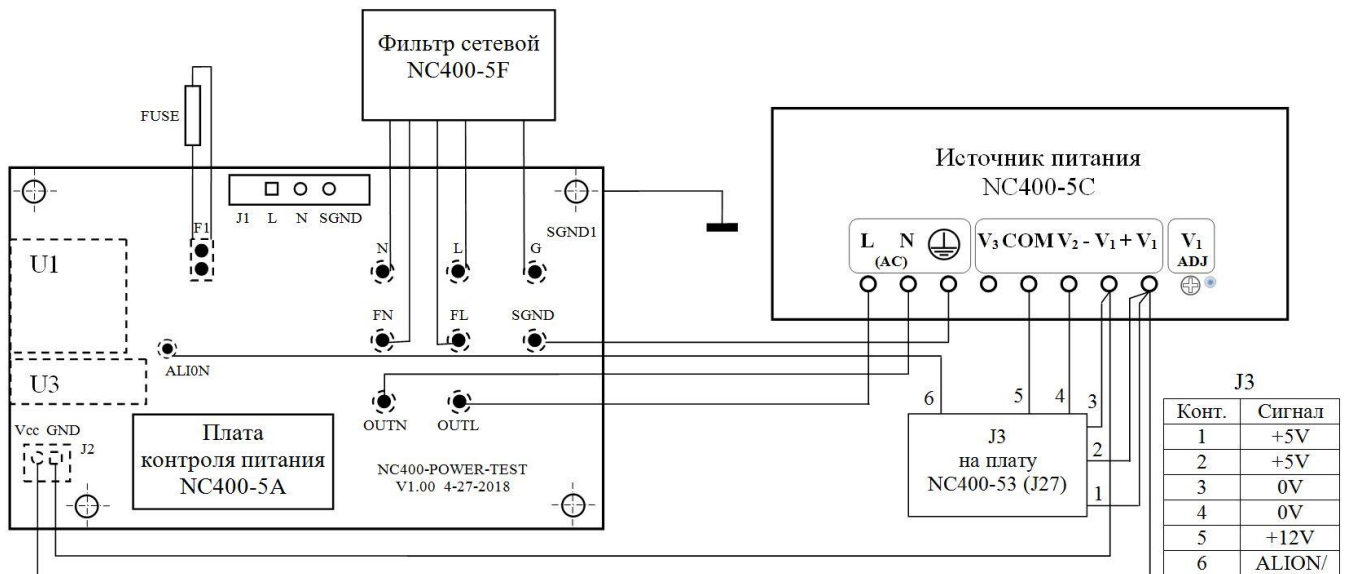 Фильтр сетевой
NC400-5F
FUSE
Источник питания
NC400-5C
J1 L N SGND
F1
SGND1
U1
N L G
L N V3 COM V2 - V1 + V1 V1
(AC) ADJ
FN FL SGND
ALI0N
U3
OUTN OUTL
6 5 4 3
2
1
J3
на плату
NC400-53 (J27)
Vcc GND
J2
Плата
контроля питания
NC400-5A
NC400-POWER-TEST
V1.00 4-27-2018
J3
Конт. Сигнал
1 +5V
2 +5V
3 0V
4 0V
5 +12V
6 ALION/